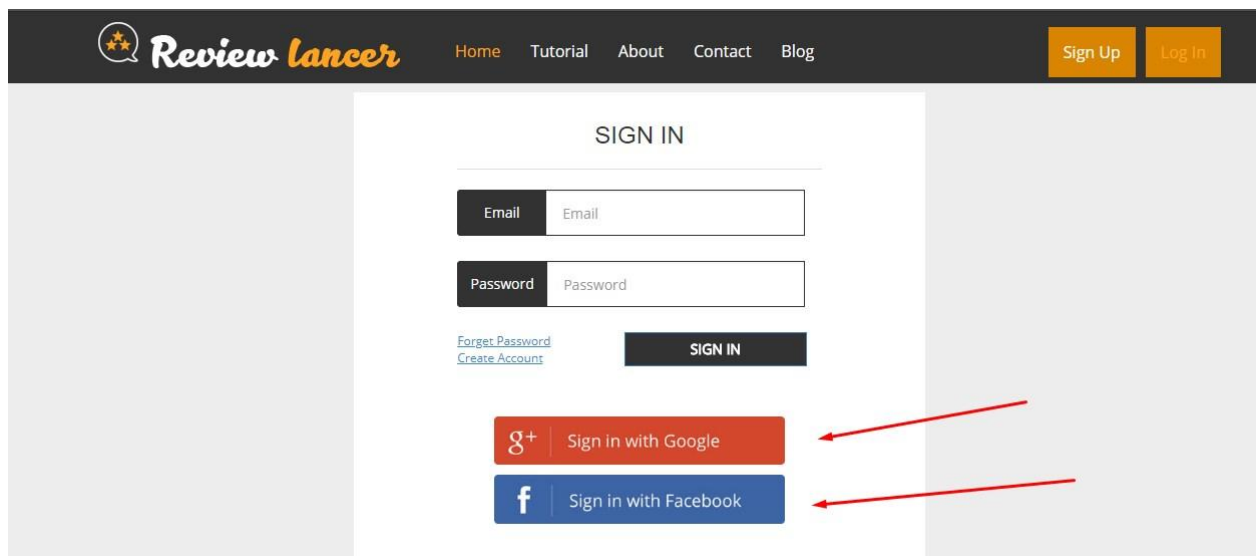 Review lancer Home Tutorial About Contact Blog Sign Up Log In
SIGN IN
Email Email
Password Password
Forget Password
Create Account
SIGN IN
g+ Sign in with Google
f Sign in with Facebook